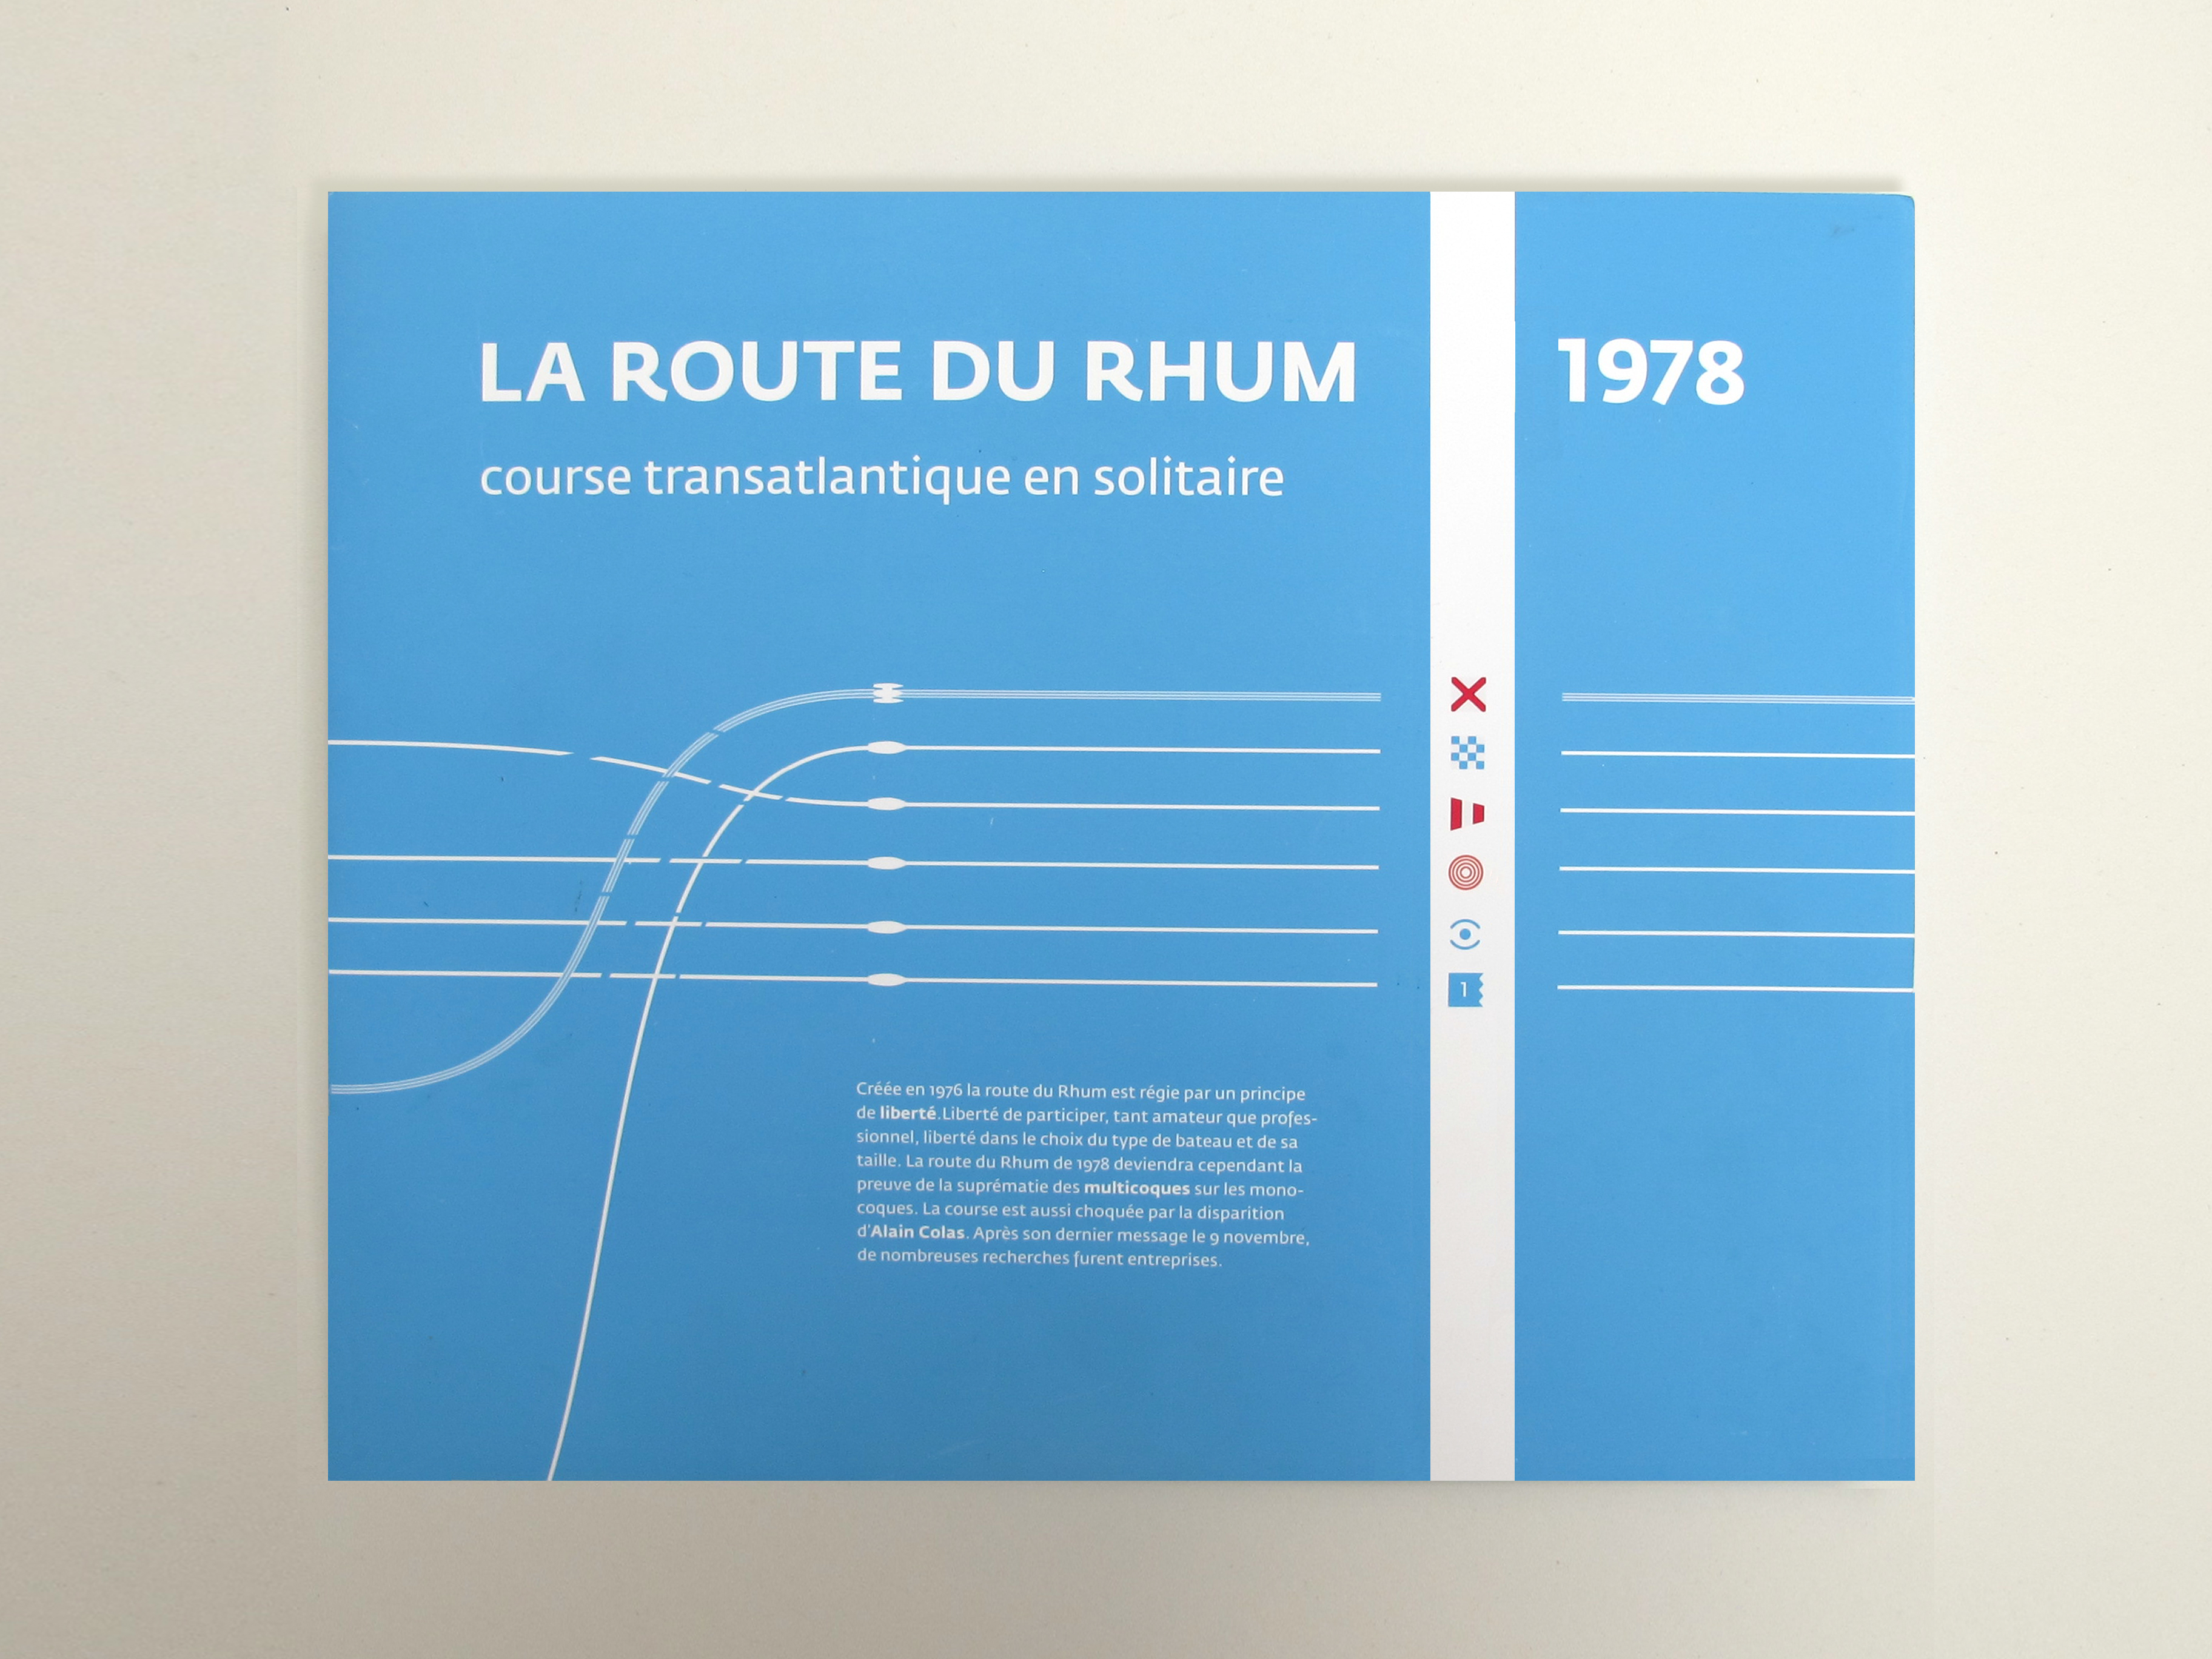 LA ROUTE DU RHUM 1978
course transatlantique en solitaire
1
Créée en 1976 la route du Rhum est régie par un principe
de liberté.Liberté de participer, tant amateur que profes-
sionnel, liberté dans le choix du type de bateau et de sa
taille. La route du Rhum de 1978 deviendra cependant la
preuve de la suprématie des multicoques sur les mono-
coques. La course est aussi choquée par la disparition
d'Alain Colas. Après son dernier message le 9 novembre,
de nombreuses recherches furent entreprises.